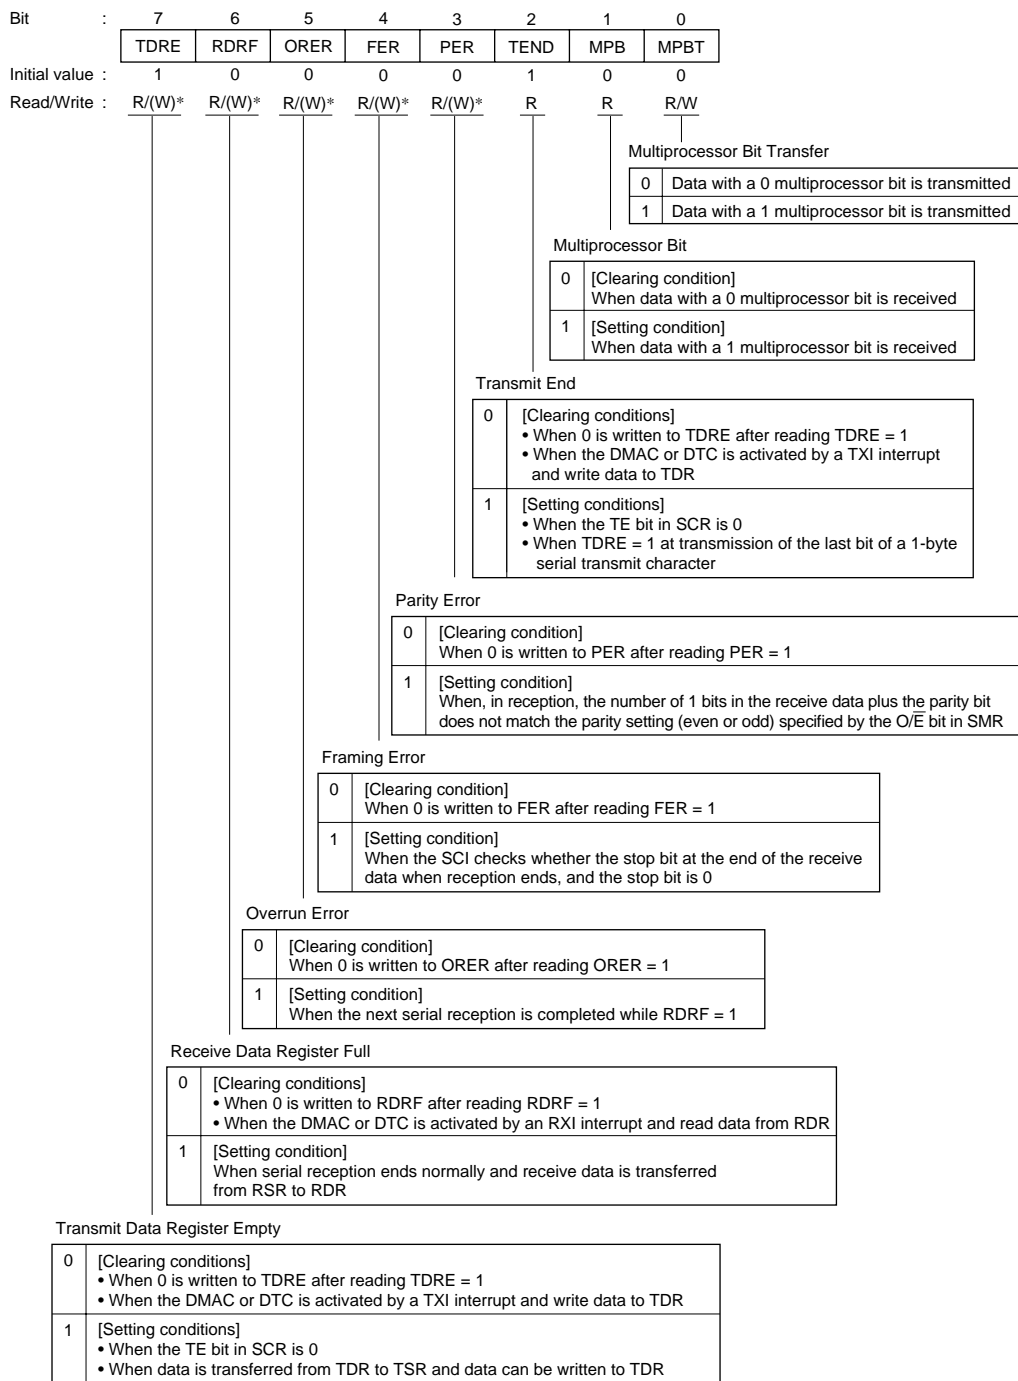 Bit : 7 6 5 4 3 2 1 0
TDRE RDRF ORER FER PER TEND MPB MPBT
Initial value : 1 0 0 0 0 1 0 0
Read/Write : R/(W)* R/(W)* R/(W)* R/(W)* R/(W)* R R R/W
Multiprocessor Bit Transfer
0 Data with a 0 multiprocessor bit is transmitted
1 Data with a 1 multiprocessor bit is transmitted
Multiprocessor Bit
0 [Clearing condition]
When data with a 0 multiprocessor bit is received
1 [Setting condition]
When data with a 1 multiprocessor bit is received
Transmit End
0 [Clearing conditions]
• When 0 is written to TDRE after reading TDRE = 1
• When the DMAC or DTC is activated by a TXI interrupt
and write data to TDR
1 [Setting conditions]
• When the TE bit in SCR is 0
• When TDRE = 1 at transmission of the last bit of a 1-byte
serial transmit character
Parity Error
0 [Clearing condition]
When 0 is written to PER after reading PER = 1
1 [Setting condition]
When, in reception, the number of 1 bits in the receive data plus the parity bit
does not match the parity setting (even or odd) specified by the O/E̅ bit in SMR
Framing Error
0 [Clearing condition]
When 0 is written to FER after reading FER = 1
1 [Setting condition]
When the SCI checks whether the stop bit at the end of the receive
data when reception ends, and the stop bit is 0
Overrun Error
0 [Clearing condition]
When 0 is written to ORER after reading ORER = 1
1 [Setting condition]
When the next serial reception is completed while RDRF = 1
Receive Data Register Full
0 [Clearing conditions]
• When 0 is written to RDRF after reading RDRF = 1
• When the DMAC or DTC is activated by an RXI interrupt and read data from RDR
1 [Setting condition]
When serial reception ends normally and receive data is transferred
from RSR to RDR
Transmit Data Register Empty
0 [Clearing conditions]
• When 0 is written to TDRE after reading TDRE = 1
• When the DMAC or DTC is activated by a TXI interrupt and write data to TDR
1 [Setting conditions]
• When the TE bit in SCR is 0
• When data is transferred from TDR to TSR and data can be written to TDR